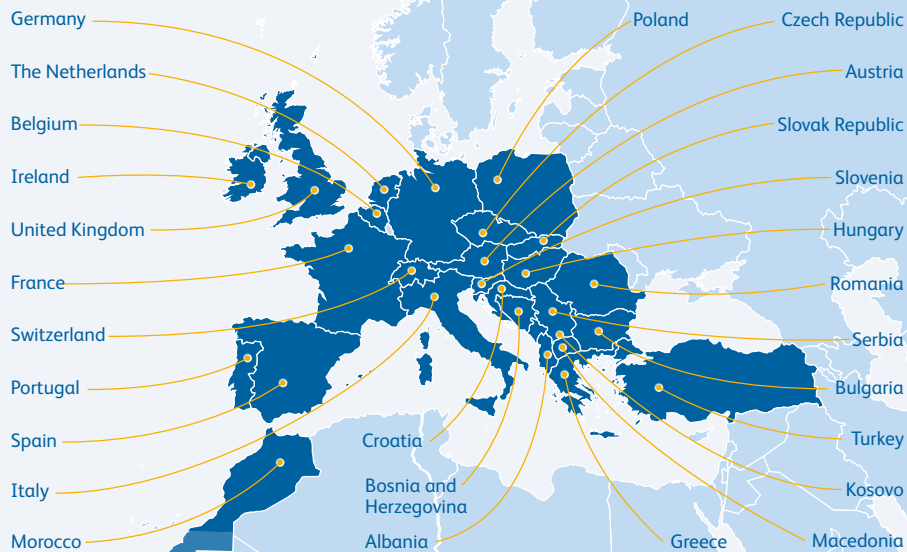 Germany
The Netherlands
Belgium
Ireland
United Kingdom
France
Switzerland
Portugal
Spain
Italy
Morocco
Croatia
Bosnia and
Herzegovina
Albania
Poland
Czech Republic
Austria
Slovak Republic
Slovenia
Hungary
Romania
Serbia
Bulgaria
Turkey
Kosovo
Macedonia
Greece